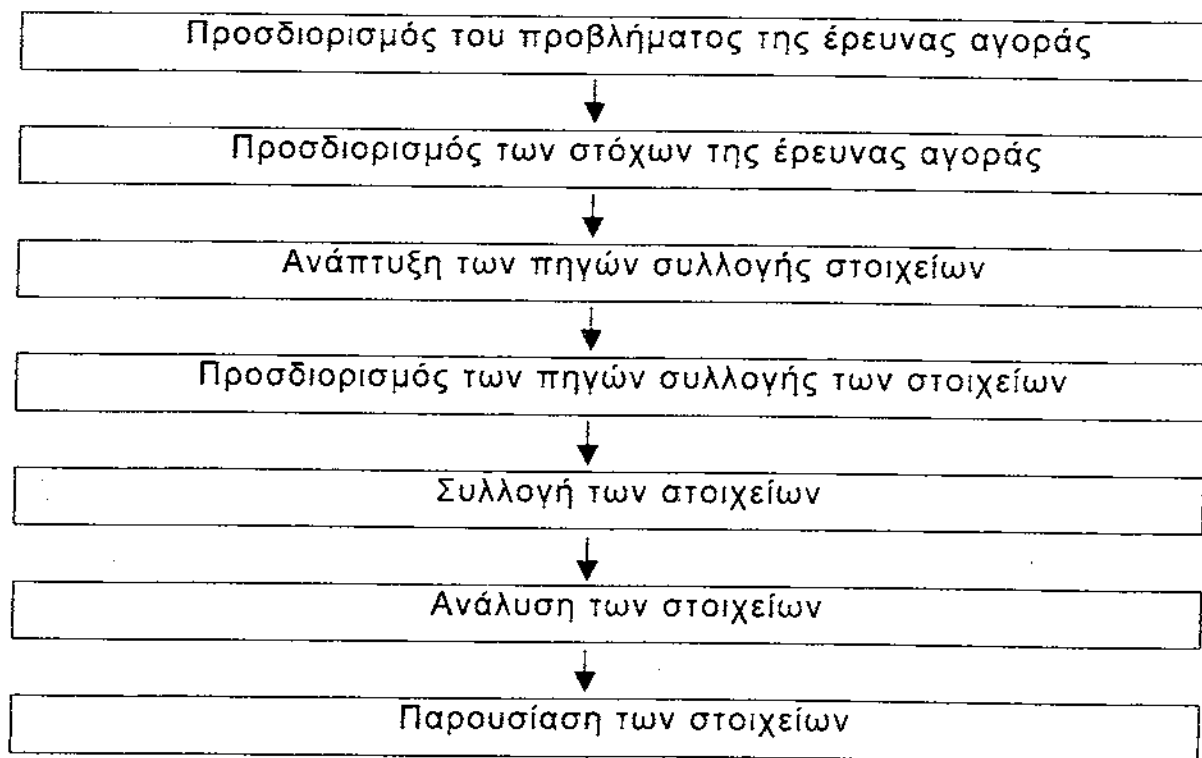 Προσδιορισμός του προβλήματος της έρευνας αγοράς
Προσδιορισμός των στόχων της έρευνας αγοράς
Ανάπτυξη των πηγών συλλογής στοιχείων
Προσδιορισμός των πηγών συλλογής των στοιχείων
Συλλογή των στοιχείων
Ανάλυση των στοιχείων
Παρουσίαση των στοιχείων